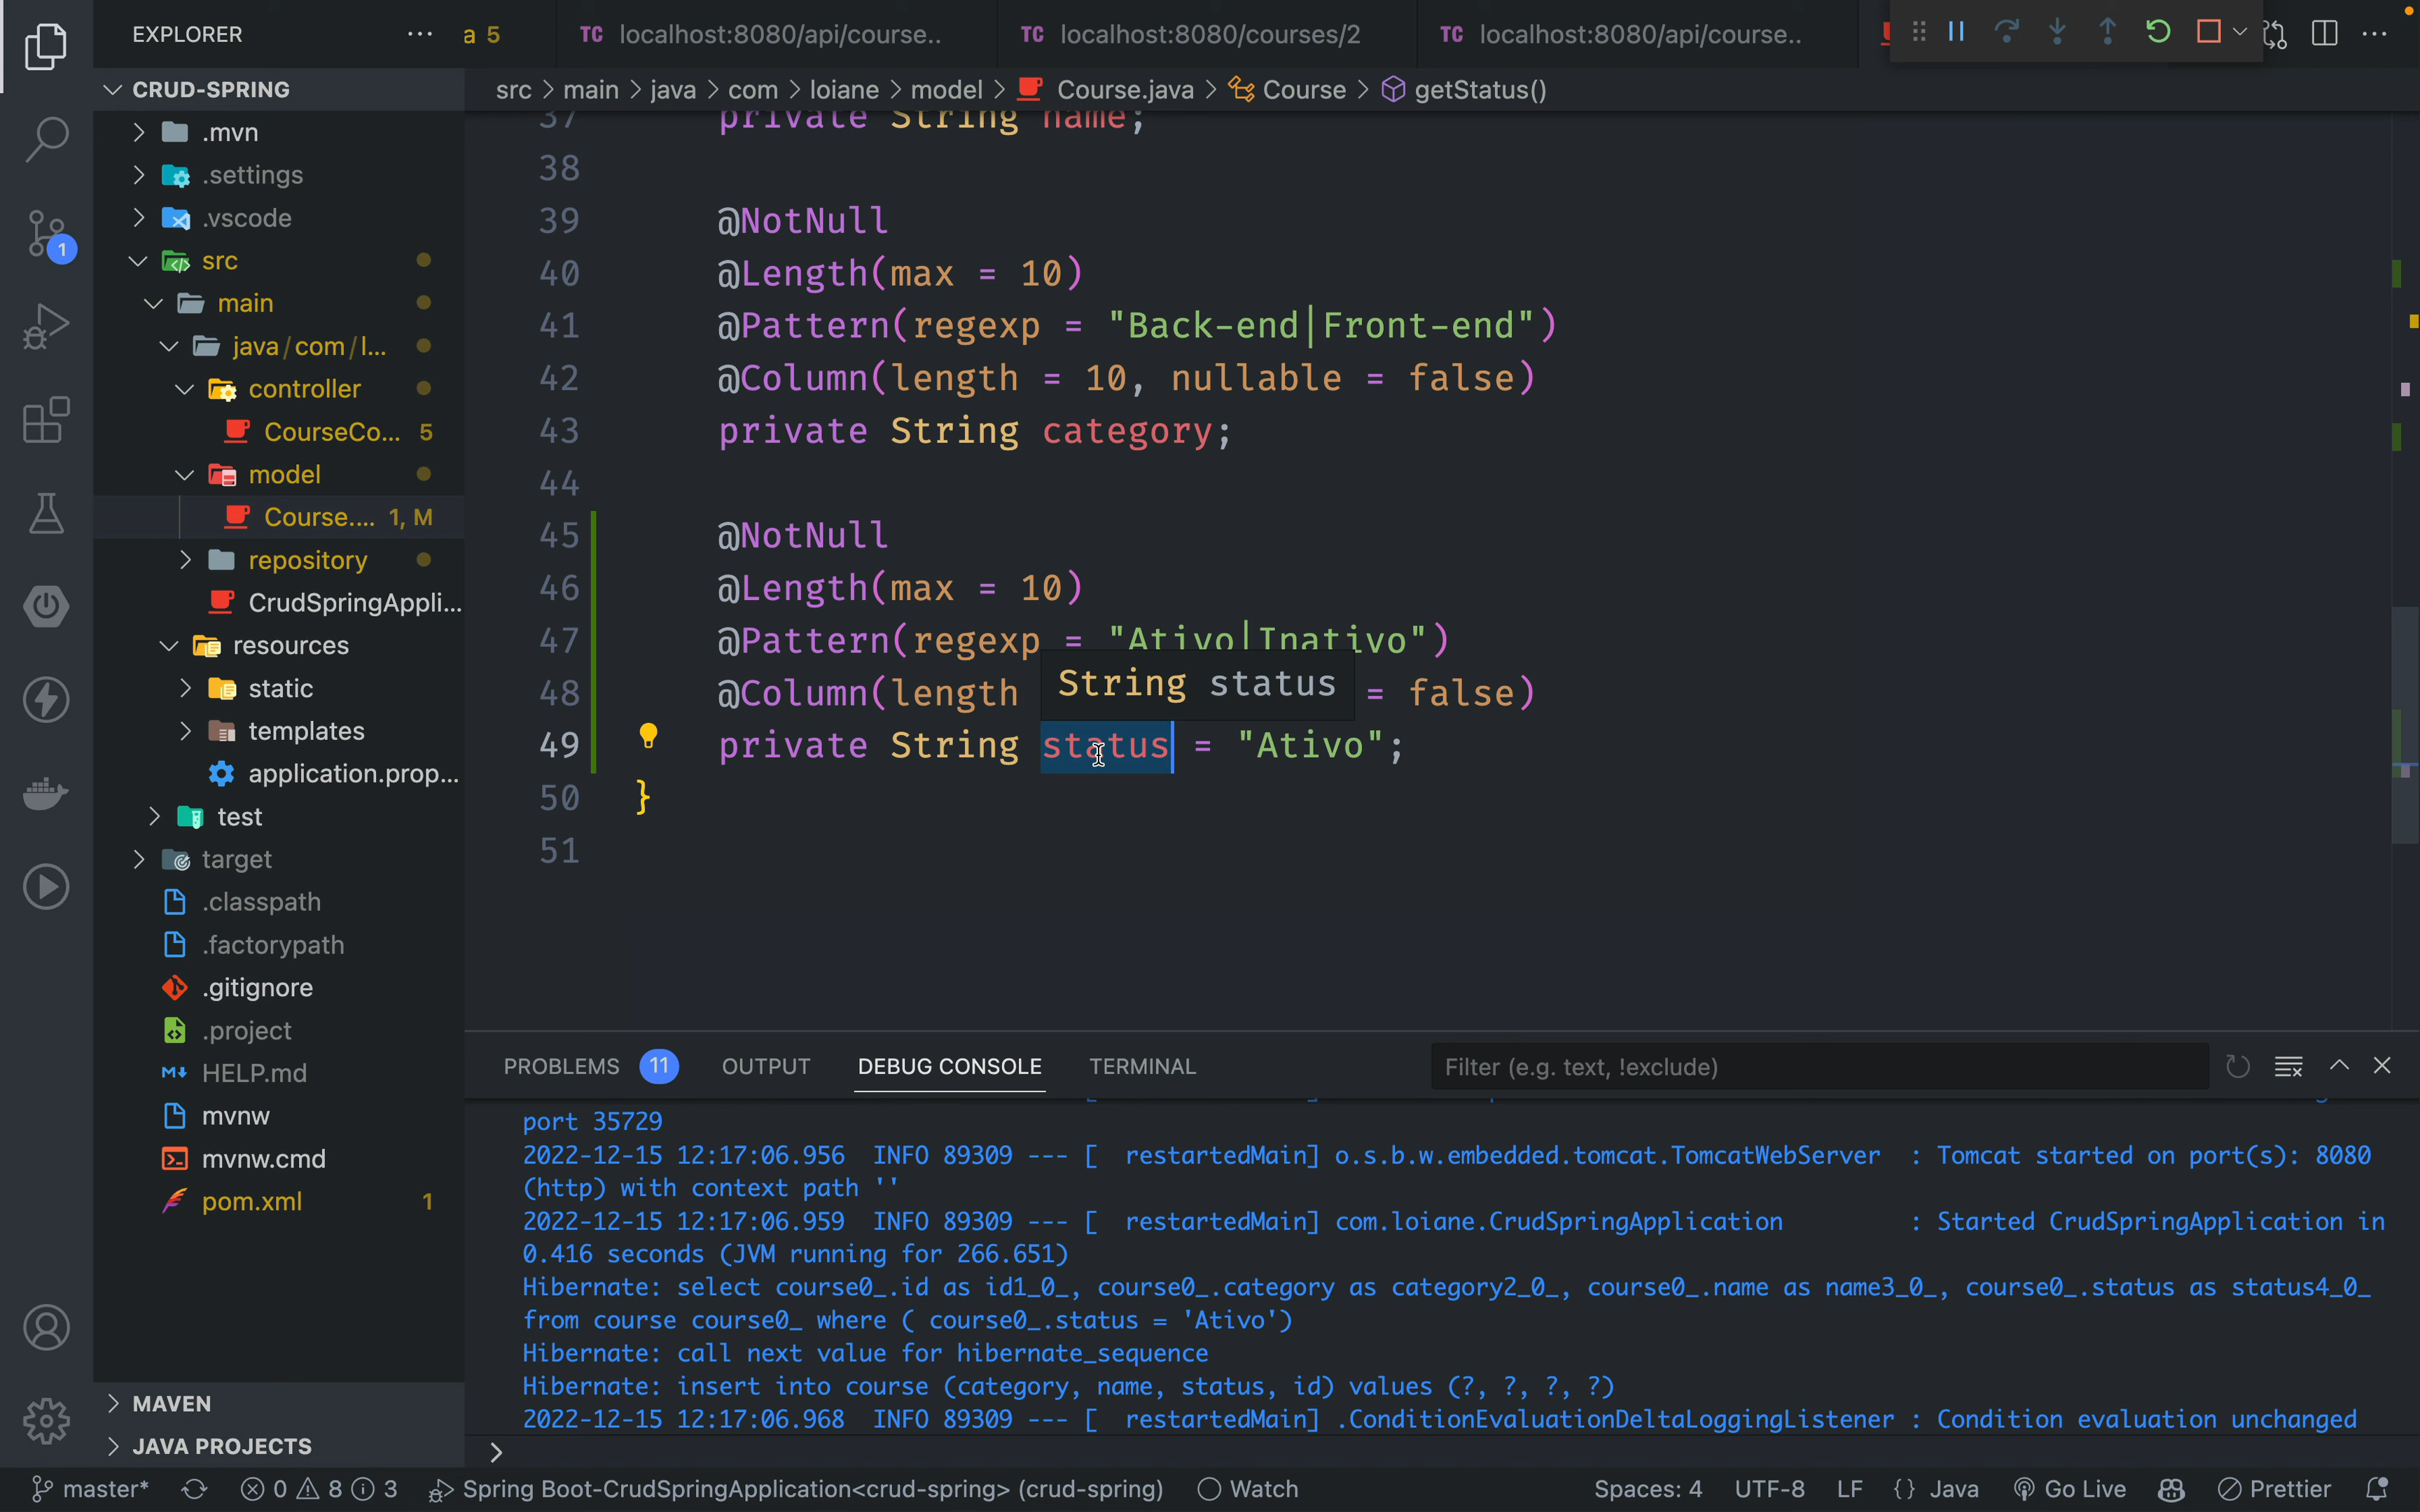 EXPLORER
a 5
TC localhost:8080/api/course..
TC localhost:8080/courses/2
TC localhost:8080/api/course..
CRUD-SPRING
src > main > java > com > loiane > model > Course.java > Course > getStatus()
.mvn
.settings
.vscode
src
main
java/com/l...
controller
CourseCo... 5
model
Course.... 1, M
repository
CrudSpringAppli...
resources
static
templates
application.prop...
test
target
.classpath
.factorypath
.gitignore
.project
HELP.md
mvnw
mvnw.cmd
pom.xml 1
MAVEN
JAVA PROJECTS
1
37 private String name;
38
39 @NotNull
40 @Length(max = 10)
41 @Pattern(regexp = "Back-end|Front-end")
42 @Column(length = 10, nullable = false)
43 private String category;
44
45 @NotNull
46 @Length(max = 10)
47 @Pattern(regexp = "Ativo|Inativo")
String status
48 @Column(length = false)
49 private String status = "Ativo";
50 }
51
PROBLEMS 11 OUTPUT DEBUG CONSOLE TERMINAL Filter (e.g. text, !exclude)
port 35729
2022-12-15 12:17:06.956 INFO 89309 --- [ restartedMain] o.s.b.w.embedded.tomcat.TomcatWebServer : Tomcat started on port(s): 8080
(http) with context path ''
2022-12-15 12:17:06.959 INFO 89309 --- [ restartedMain] com.loiane.CrudSpringApplication : Started CrudSpringApplication in
0.416 seconds (JVM running for 266.651)
Hibernate: select course0_.id as id1_0_, course0_.category as category2_0_, course0_.name as name3_0_, course0_.status as status4_0_
from course course0_ where ( course0_.status = 'Ativo')
Hibernate: call next value for hibernate_sequence
Hibernate: insert into course (category, name, status, id) values (?, ?, ?, ?)
2022-12-15 12:17:06.968 INFO 89309 --- [ restartedMain] .ConditionEvaluationDeltaLoggingListener : Condition evaluation unchanged
>
master* 0 8 3 Spring Boot-CrudSpringApplication<crud-spring> (crud-spring) Watch Spaces: 4 UTF-8 LF {} Java Go Live Prettier